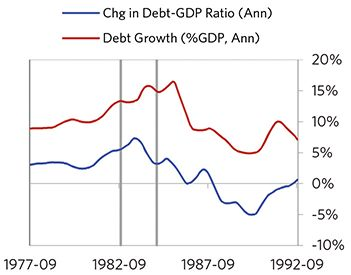 Chg in Debt-GDP Ratio (Ann)
Debt Growth (%GDP, Ann)
20%
15%
10%
5%
0%
-5%
-10%
1977-09 1982-09 1987-09 1992-09